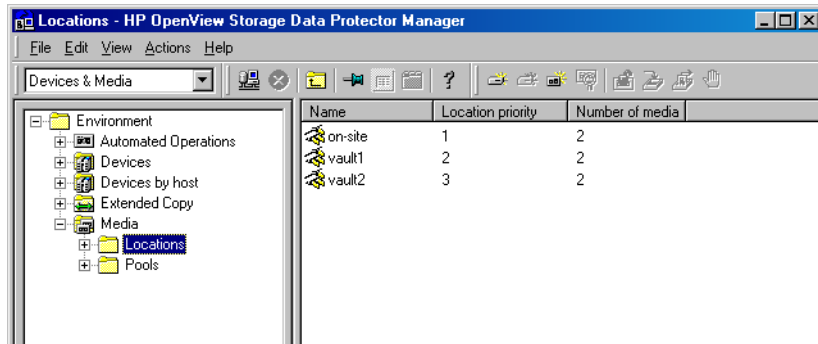 Locations - HP OpenView Storage Data Protector Manager
File Edit View Actions Help
Devices & Media
?
Name Location priority Number of media
Environment
Automated Operations
Devices
Devices by host
Extended Copy
Media
Locations
Pools
on-site 1 2
vault1 2 2
vault2 3 2